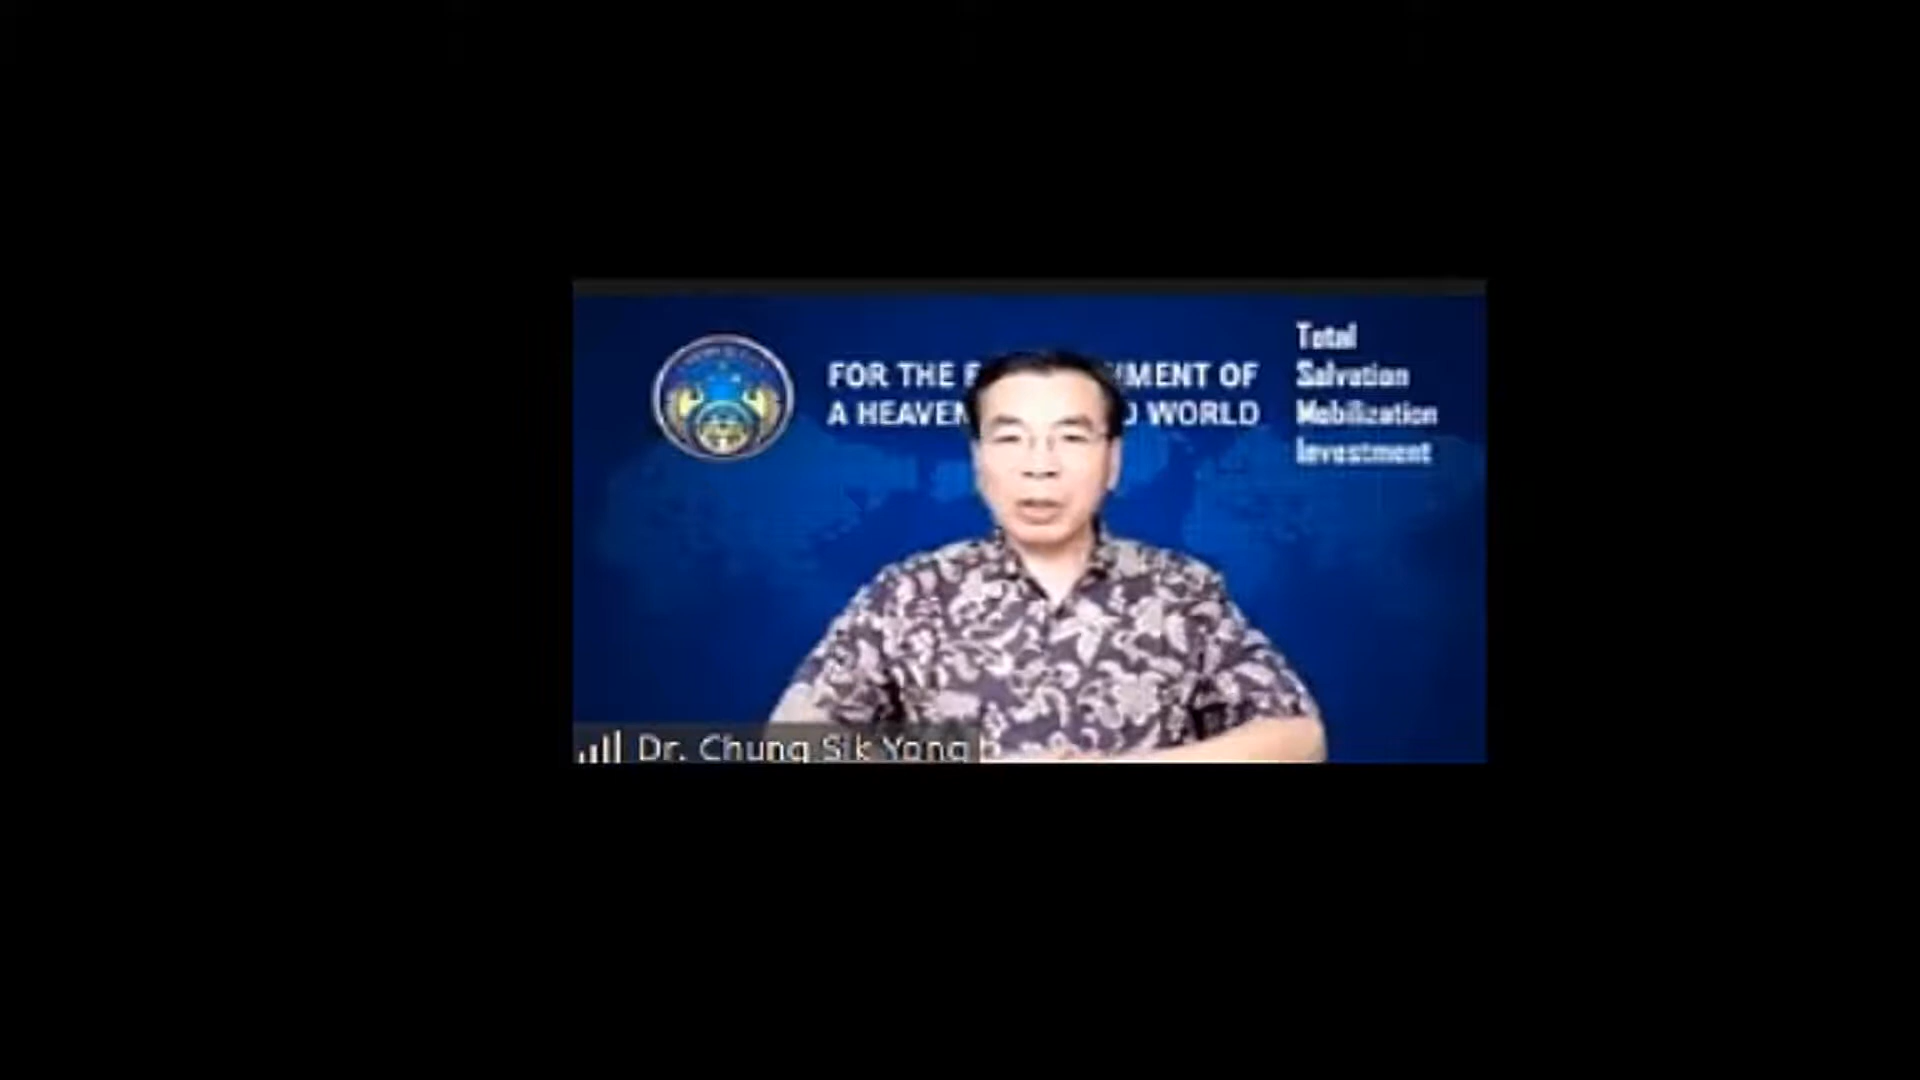 FOR THE E MENT OF
A HEAVEN D WORLD
Total
Salvation
Mobilization
Investment
Dr. Chung Sik Yong